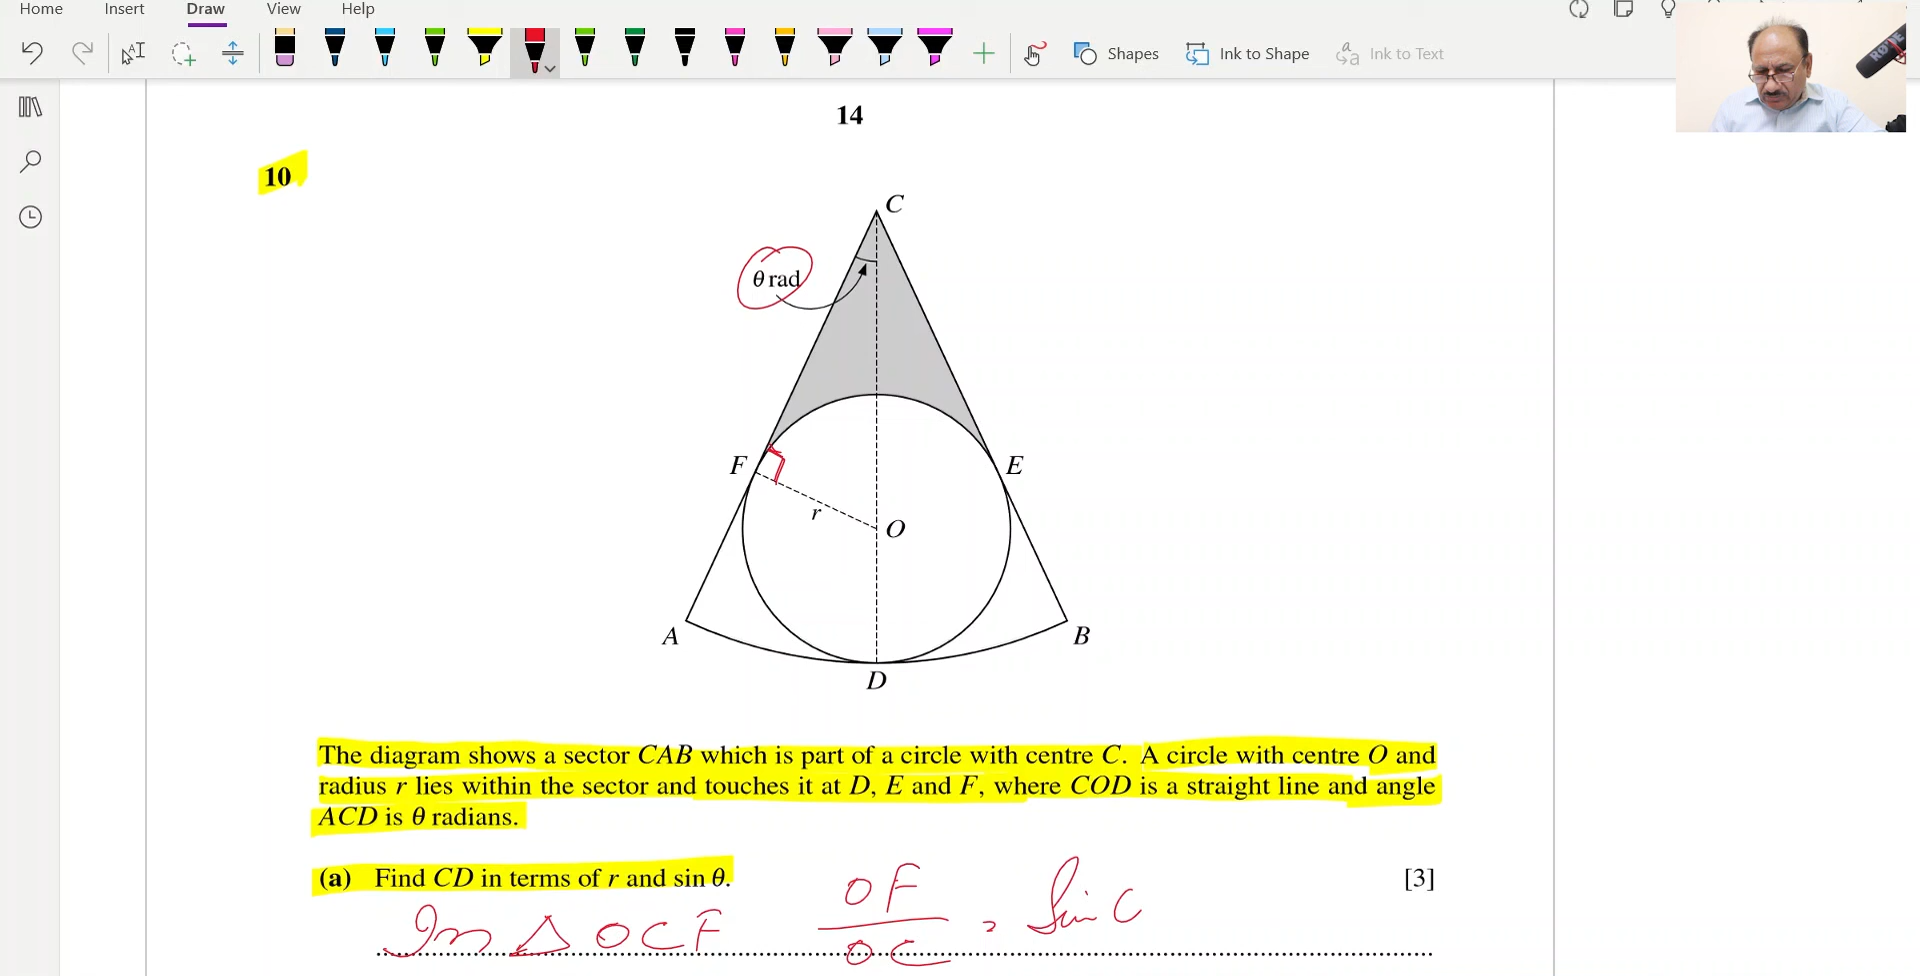 Home Insert Draw View Help
Shapes Ink to Shape Ink to Text
RØDE
14
10
C
θ rad
F
E
r
O
A
B
D
The diagram shows a sector CAB which is part of a circle with centre C. A circle with centre O and
radius r lies within the sector and touches it at D, E and F, where COD is a straight line and angle
ACD is θ radians.
(a) Find CD in terms of r and sin θ. [3]
In Δ OCF OF/OC = Sin C